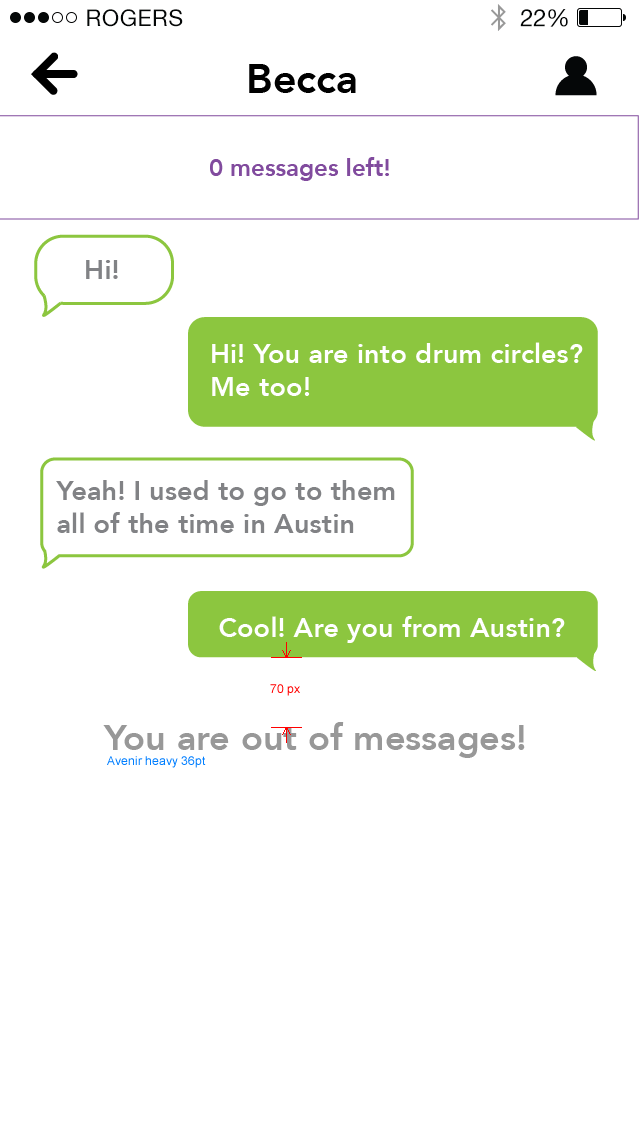 ROGERS 22%
Becca
0 messages left!
Hi!
Hi! You are into drum circles?
Me too!
Yeah! I used to go to them
all of the time in Austin
Cool! Are you from Austin?
70 px
You are out of messages!
Avenir heavy 36pt